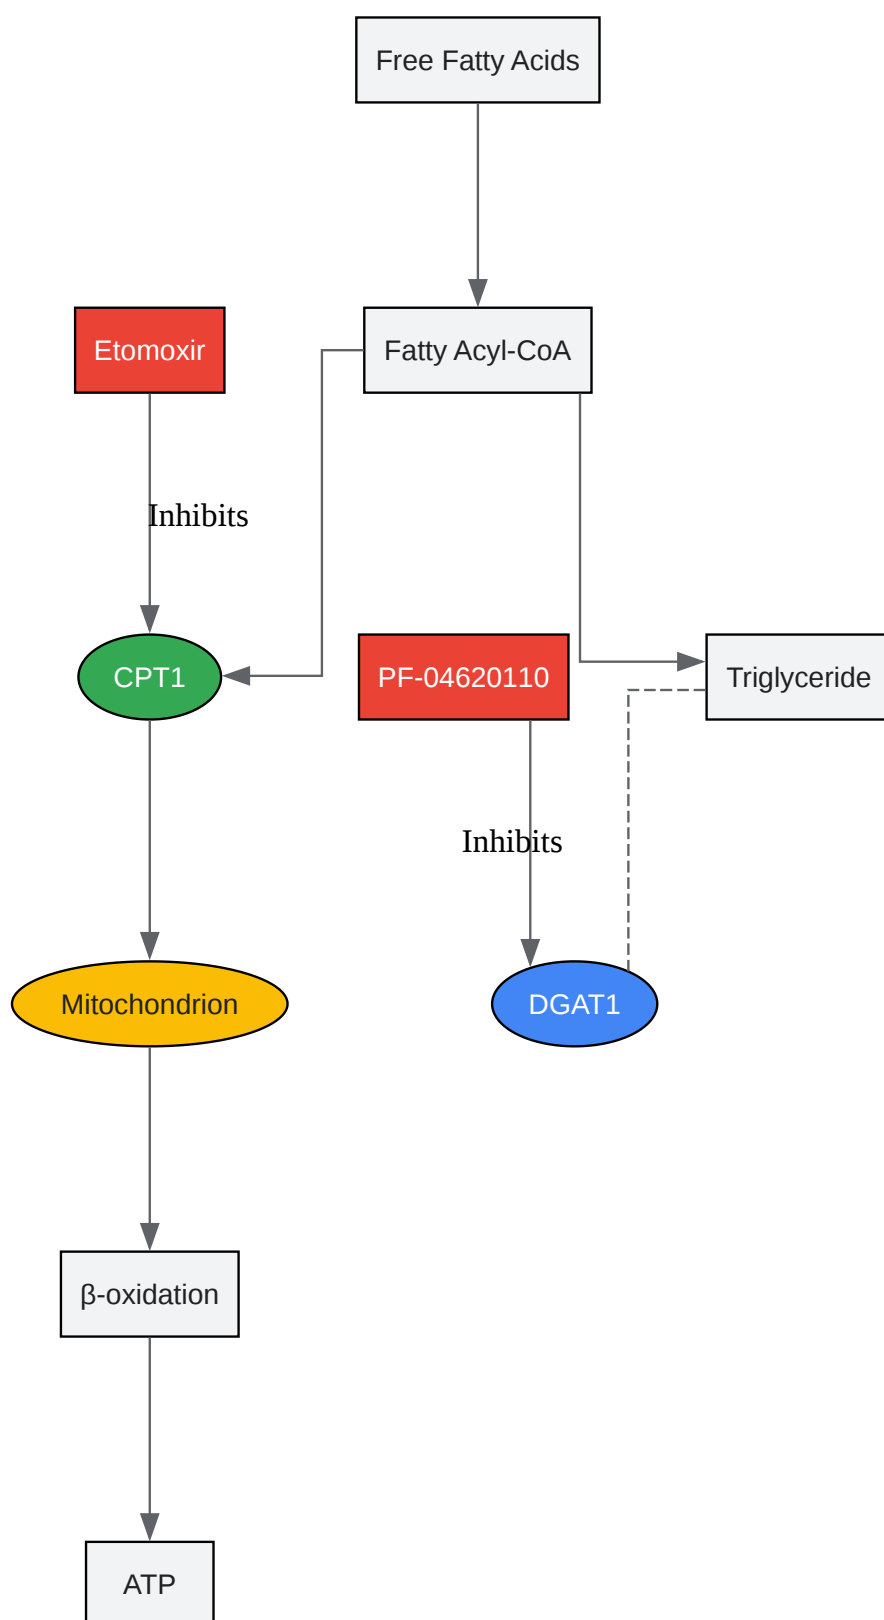 Free Fatty Acids
Etomoxir
Fatty Acyl-CoA
Inhibits
CPT1
PF-04620110
Triglyceride
Inhibits
Mitochondrion
DGAT1
β-oxidation
ATP